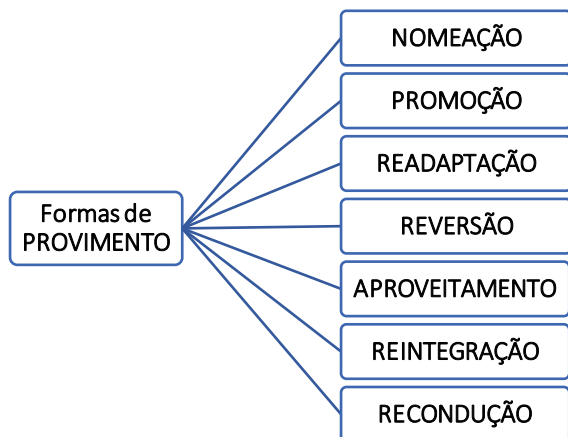 Formas de
PROVIMENTO
NOMEAÇÃO
PROMOÇÃO
READAPTAÇÃO
REVERSÃO
APROVEITAMENTO
REINTEGRAÇÃO
RECONDUÇÃO